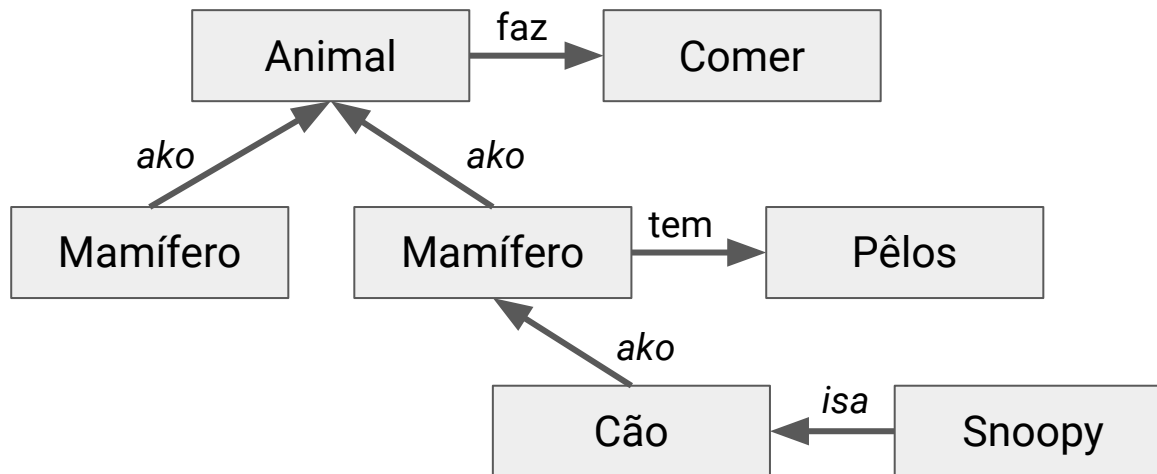 Animal
faz
Comer
ako
ako
Mamífero
Mamífero
tem
Pêlos
ako
Cão
isa
Snoopy